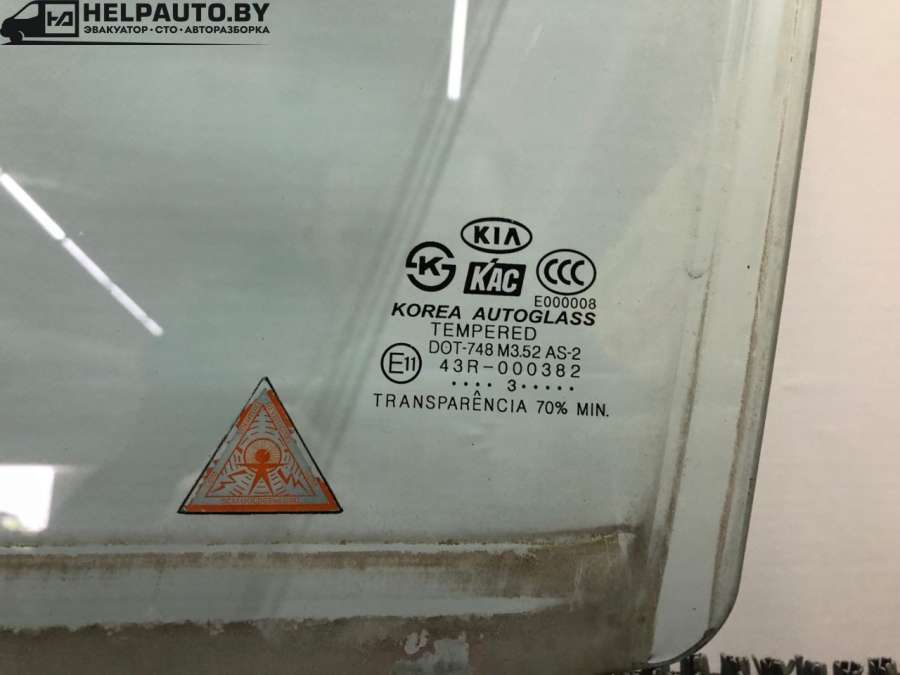 HELPAUTO.BY
ЭВАКУАТОР • СТО • АВТОРАЗБОРКА
KIA
K
KAC
CCC
E000008
KOREA AUTOGLASS
TEMPERED
DOT-748 M3.52 AS-2
E11
43R-000382
.... 3.....
TRANSPARÊNCIA 70% MIN.